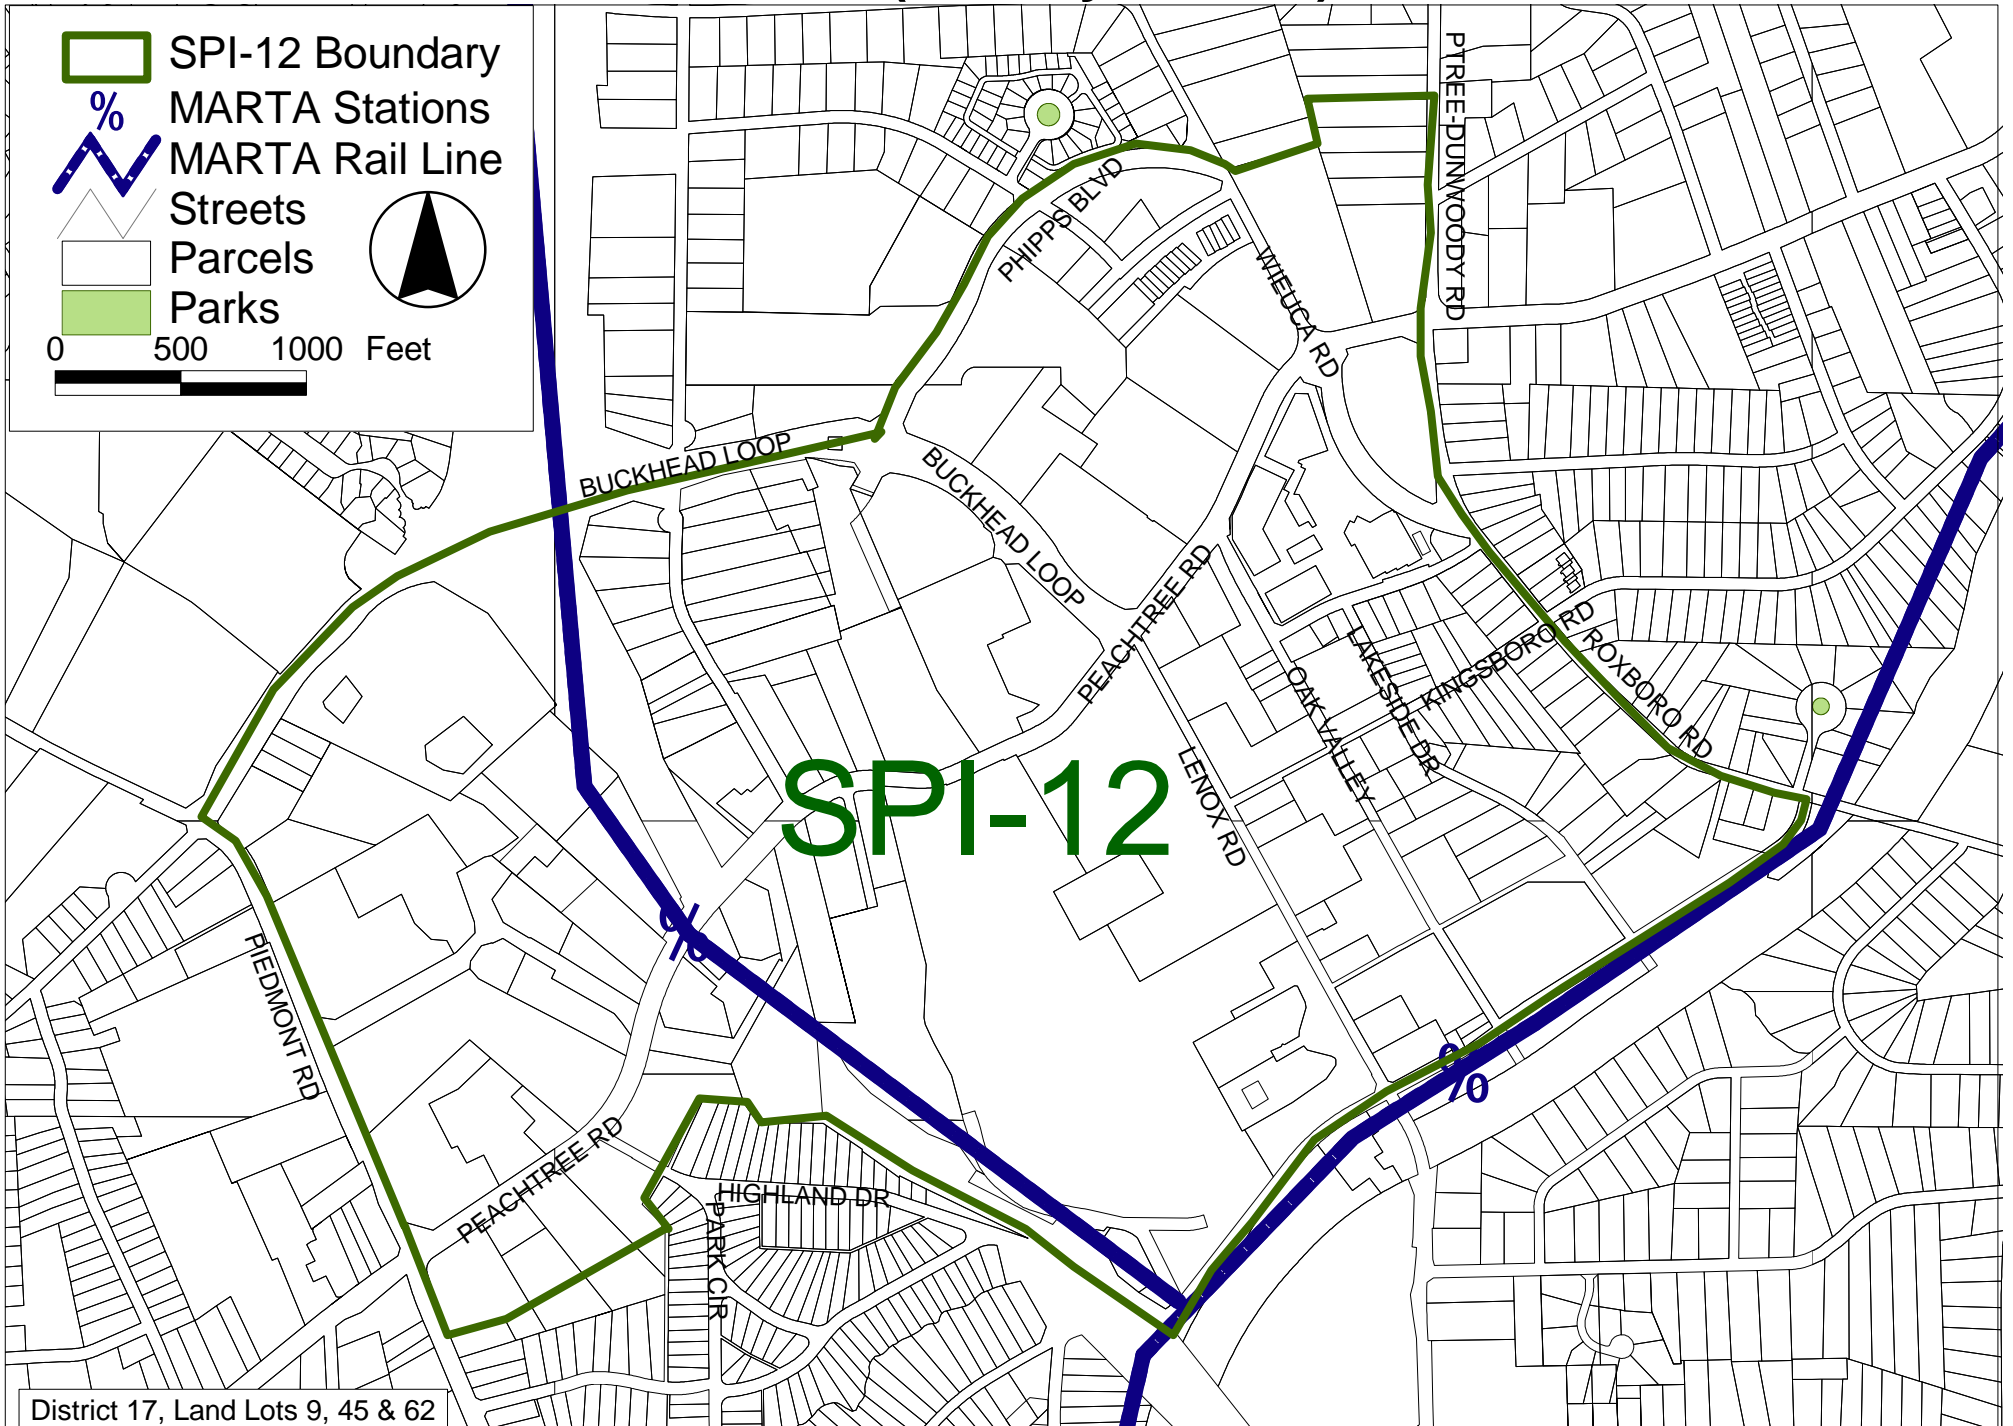 SPI-12 Boundary
% MARTA Stations
MARTA Rail Line
Streets
Parcels
Parks
0 500 1000 Feet
PTREE-DUNWOODY RD
PHIPPS BLVD
WIEUCA RD
BUCKHEAD LOOP
BUCKHEAD LOOP
PEACHTREE RD
KINGSBORO RD
ROXBORO RD
LAKESIDE DR
OAK VALLEY
LENOX RD
SPI-12
%
PIEDMONT RD
%
PEACHTREE RD
HIGHLAND DR
PARK CIR
District 17, Land Lots 9, 45 & 62